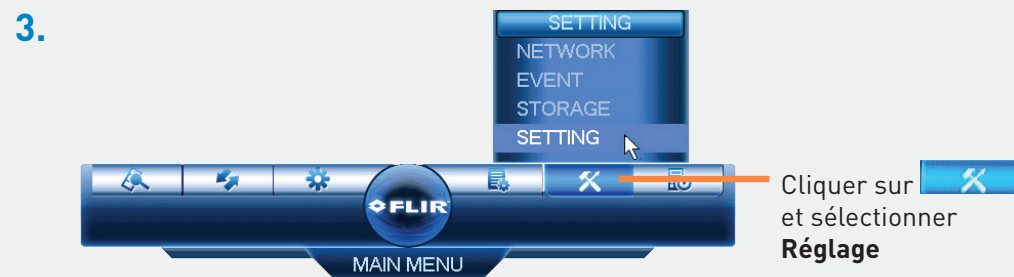 3.
SETTING
NETWORK
EVENT
STORAGE
SETTING
FLIR
MAIN MENU
Cliquer sur
et sélectionner
Réglage